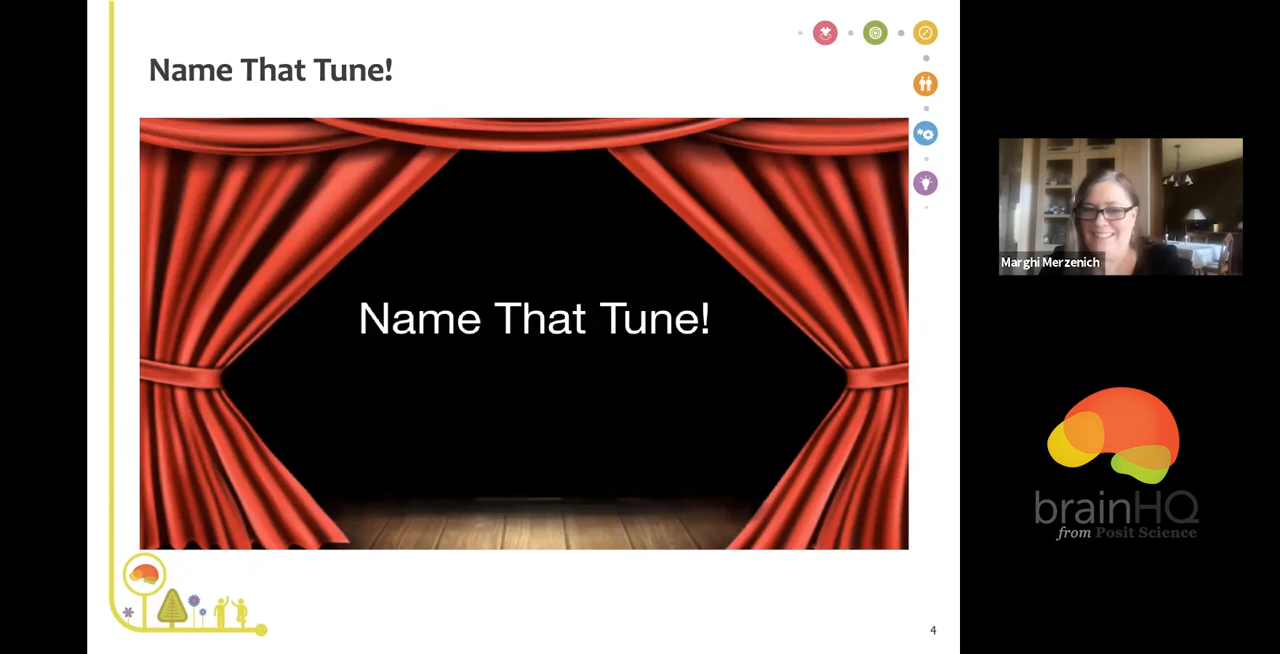 Name That Tune!
Name That Tune!
Marghi Merzenich
brainHQ
from Posit Science
4